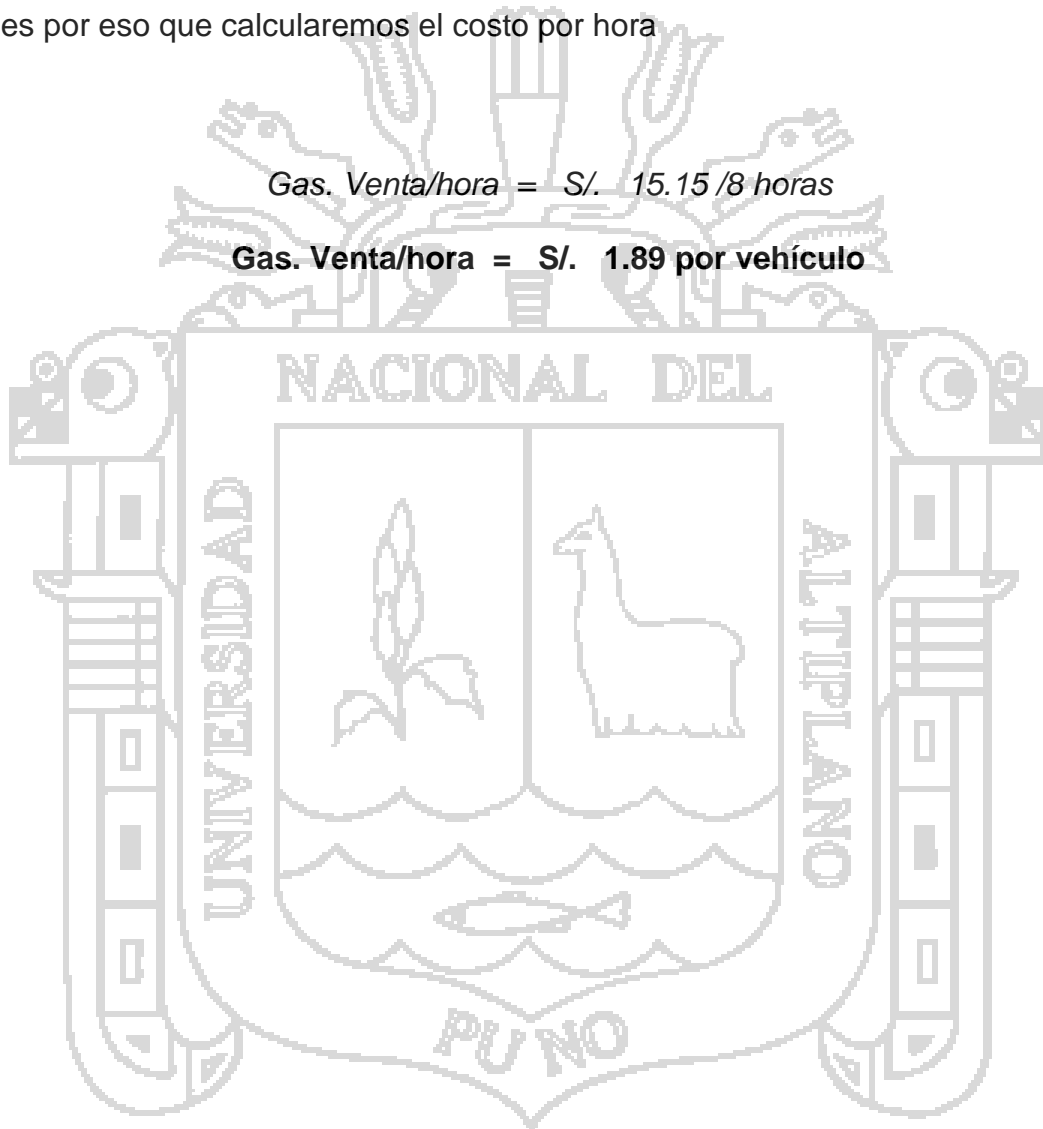 es por eso que calcularemos el costo por hora
Gas. Venta/hora = S/. 15.15 /8 horas
Gas. Venta/hora = S/. 1.89 por vehículo
NACIONAL DEL
UNIVERSIDAD
ALTIPLANO
PUNO